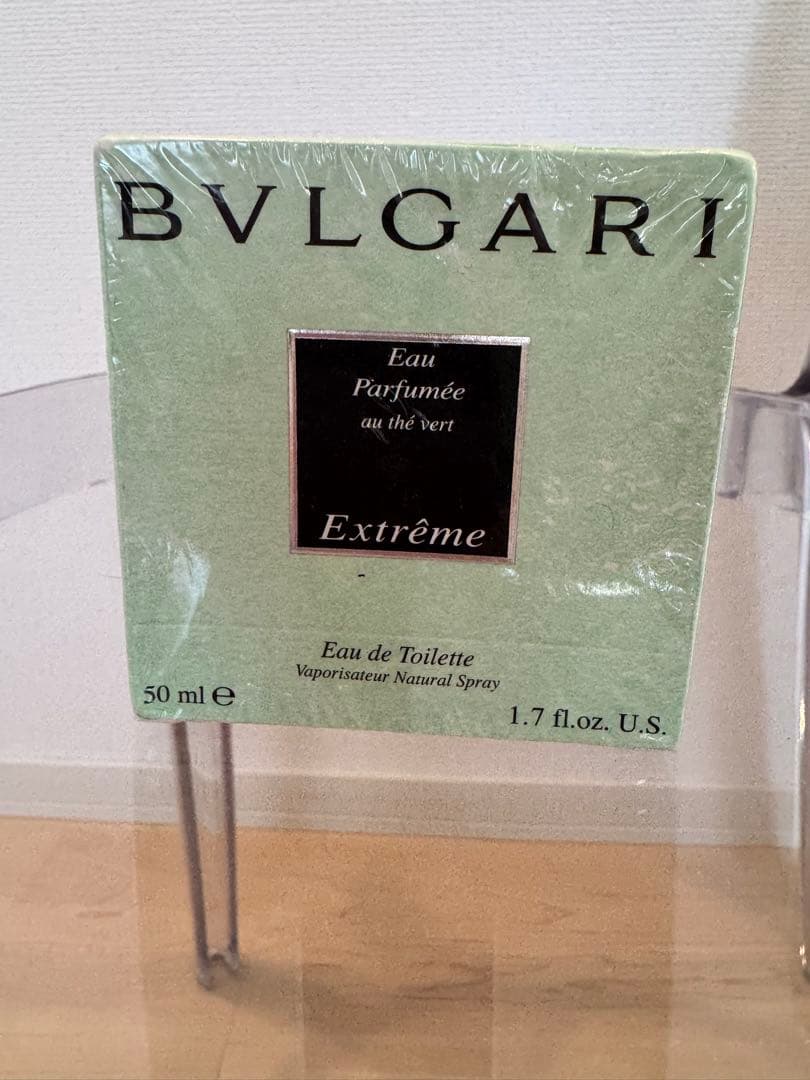 BVLGARI
Eau
Parfumée
au thé vert
Extrême
Eau de Toilette
Vaporisateur Natural Spray
50 ml ℮
1.7 fl.oz. U.S.